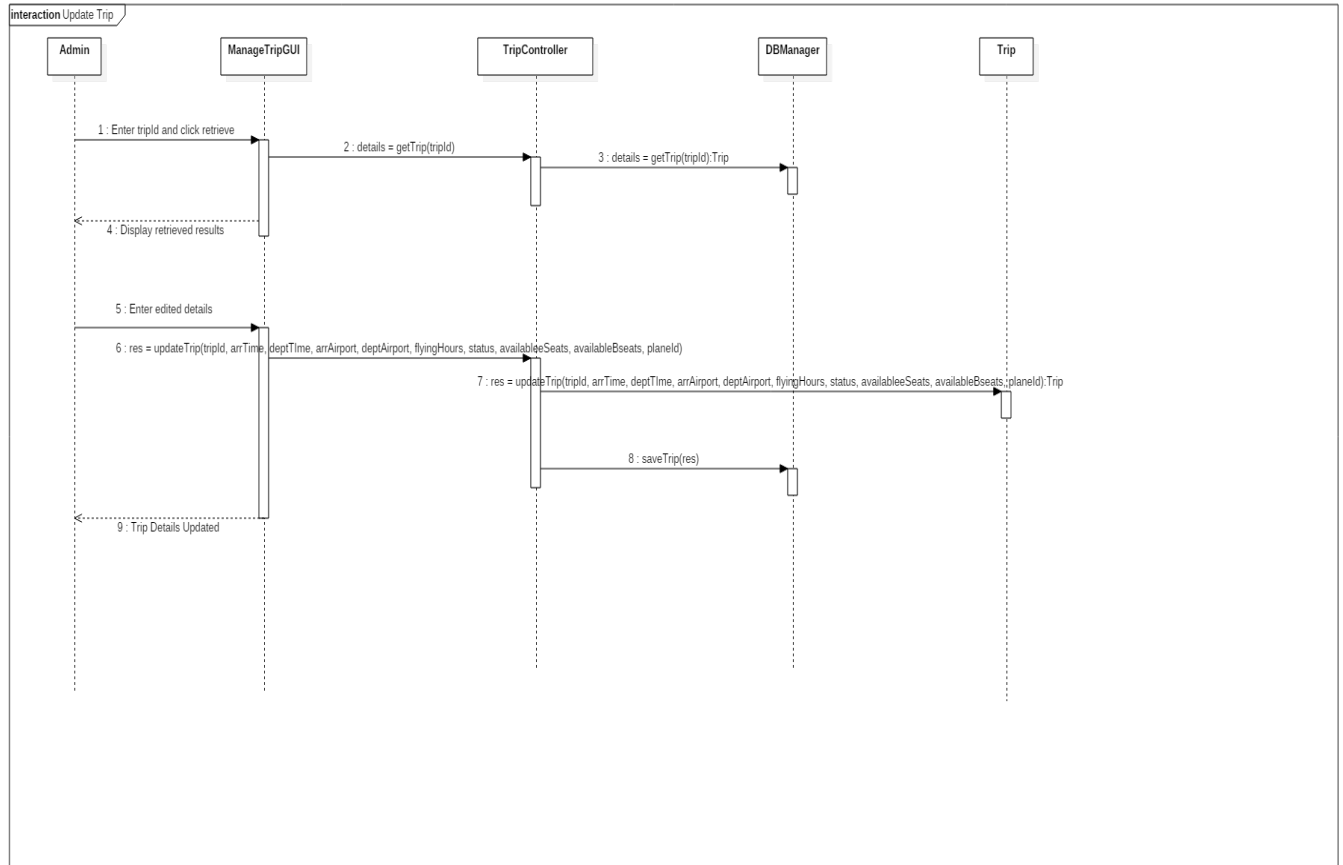 interaction Update Trip
Admin
ManageTripGUI
TripController
DBManager
Trip
1 : Enter tripId and click retrieve
2 : details = getTrip(tripId)
3 : details = getTrip(tripId):Trip
4 : Display retrieved results
5 : Enter edited details
6 : res = updateTrip(tripId, arrTime, deptTIme, arrAirport, deptAirport, flyingHours, status, availableeSeats, availableBseats, planeId)
7 : res = updateTrip(tripId, arrTime, deptTIme, arrAirport, deptAirport, flyingHours, status, availableeSeats, availableBseats, planeId):Trip
8 : saveTrip(res)
9 : Trip Details Updated